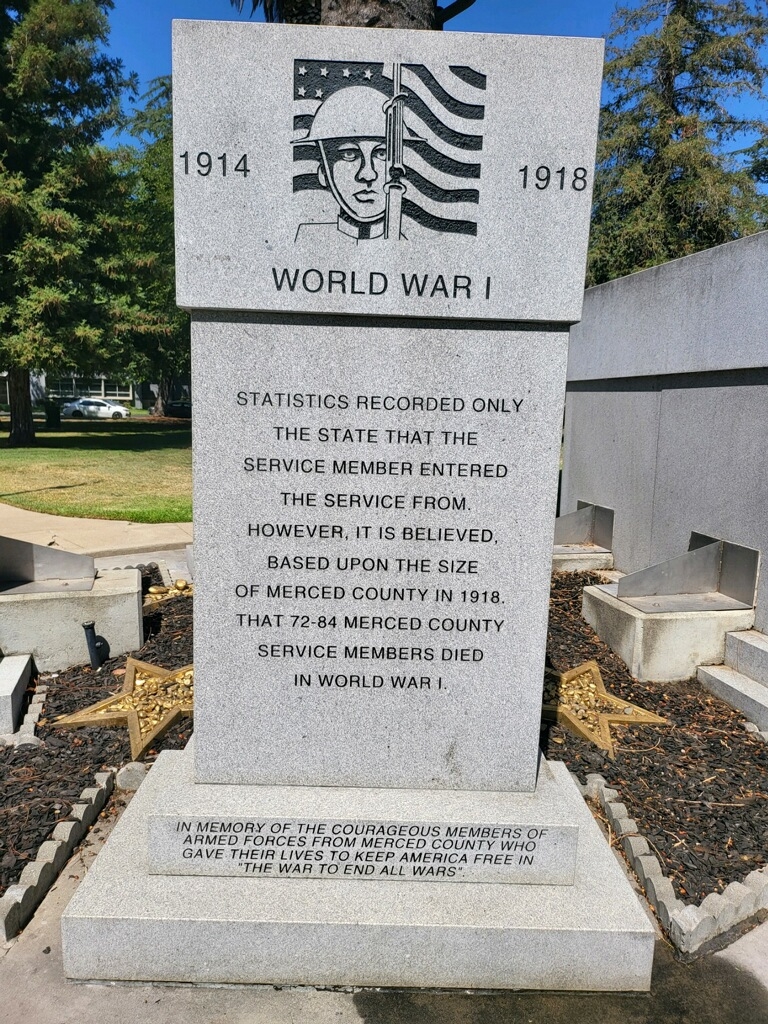 1914
1918
WORLD WAR I
STATISTICS RECORDED ONLY
THE STATE THAT THE
SERVICE MEMBER ENTERED
THE SERVICE FROM.
HOWEVER, IT IS BELIEVED,
BASED UPON THE SIZE
OF MERCED COUNTY IN 1918.
THAT 72-84 MERCED COUNTY
SERVICE MEMBERS DIED
IN WORLD WAR I.
IN MEMORY OF THE COURAGEOUS MEMBERS OF
ARMED FORCES FROM MERCED COUNTY WHO
GAVE THEIR LIVES TO KEEP AMERICA FREE IN
"THE WAR TO END ALL WARS".